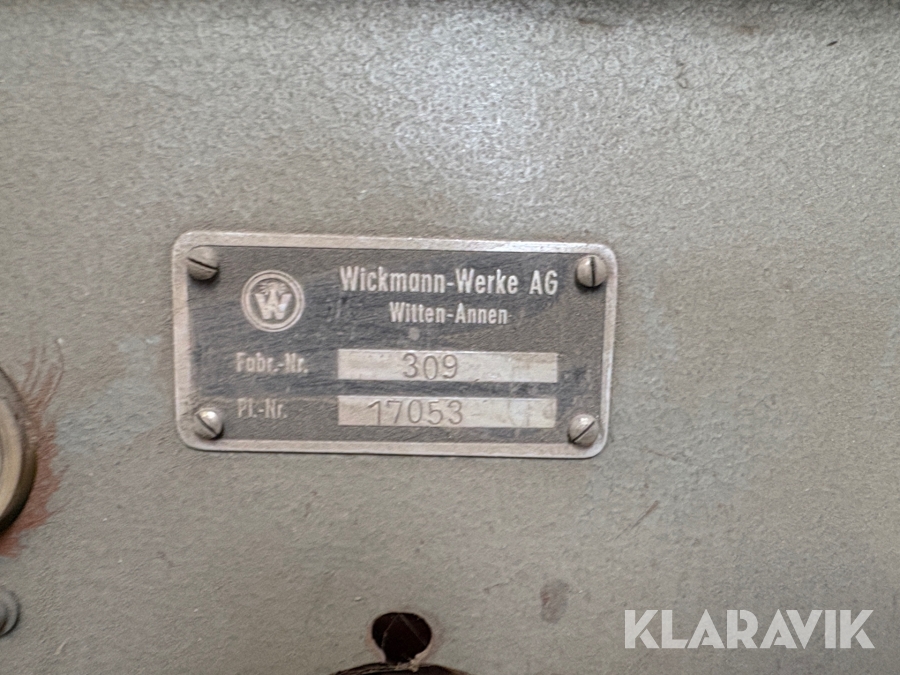 Wickmann-Werke AG
Witten-Annen
W
Fabr.-Nr. 309
Pl.-Nr. 17053
KLARAVIK